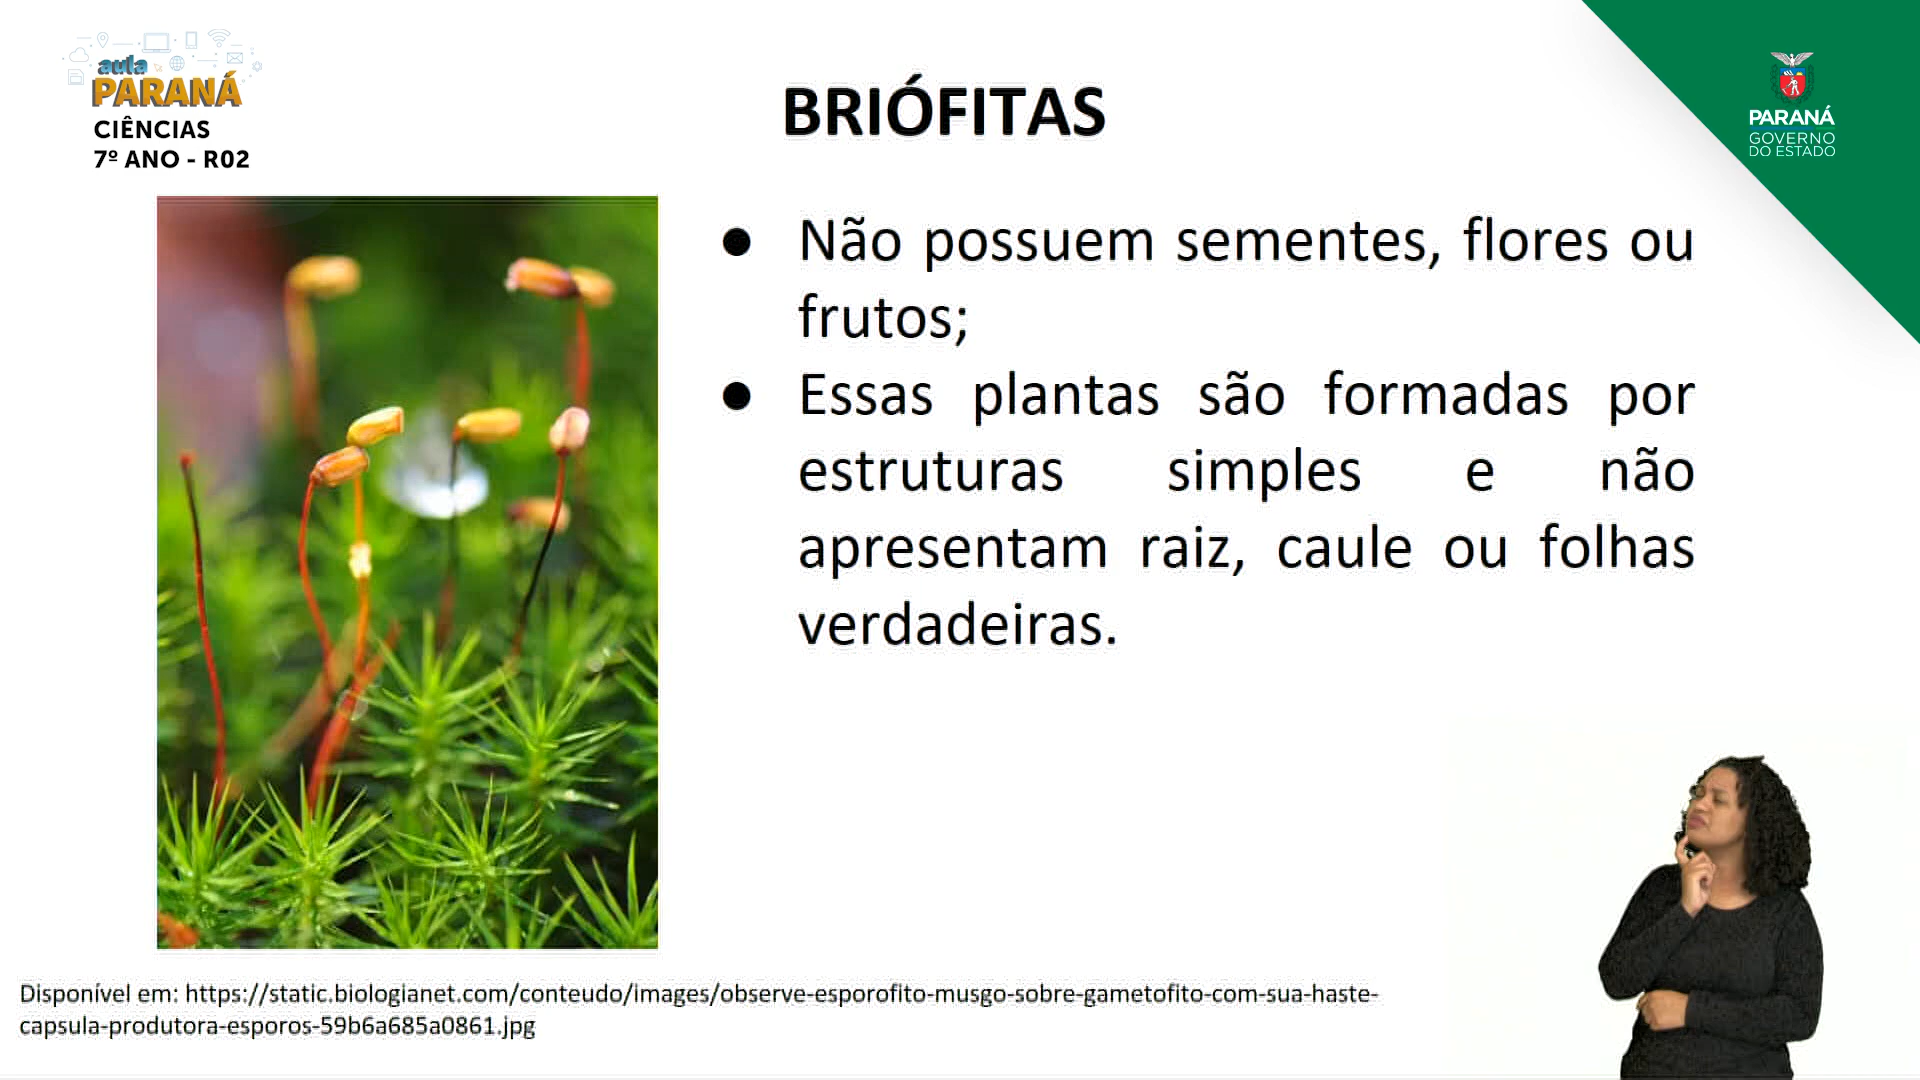 aula
PARANÁ
CIÊNCIAS
7º ANO - R02
BRIÓFITAS
PARANÁ
GOVERNO
DO ESTADO
● Não possuem sementes, flores ou
frutos;
● Essas plantas são formadas por
estruturas simples e não
apresentam raiz, caule ou folhas
verdadeiras.
Disponível em: https://static.biologianet.com/conteudo/images/observe-esporofito-musgo-sobre-gametofito-com-sua-haste-
capsula-produtora-esporos-59b6a685a0861.jpg